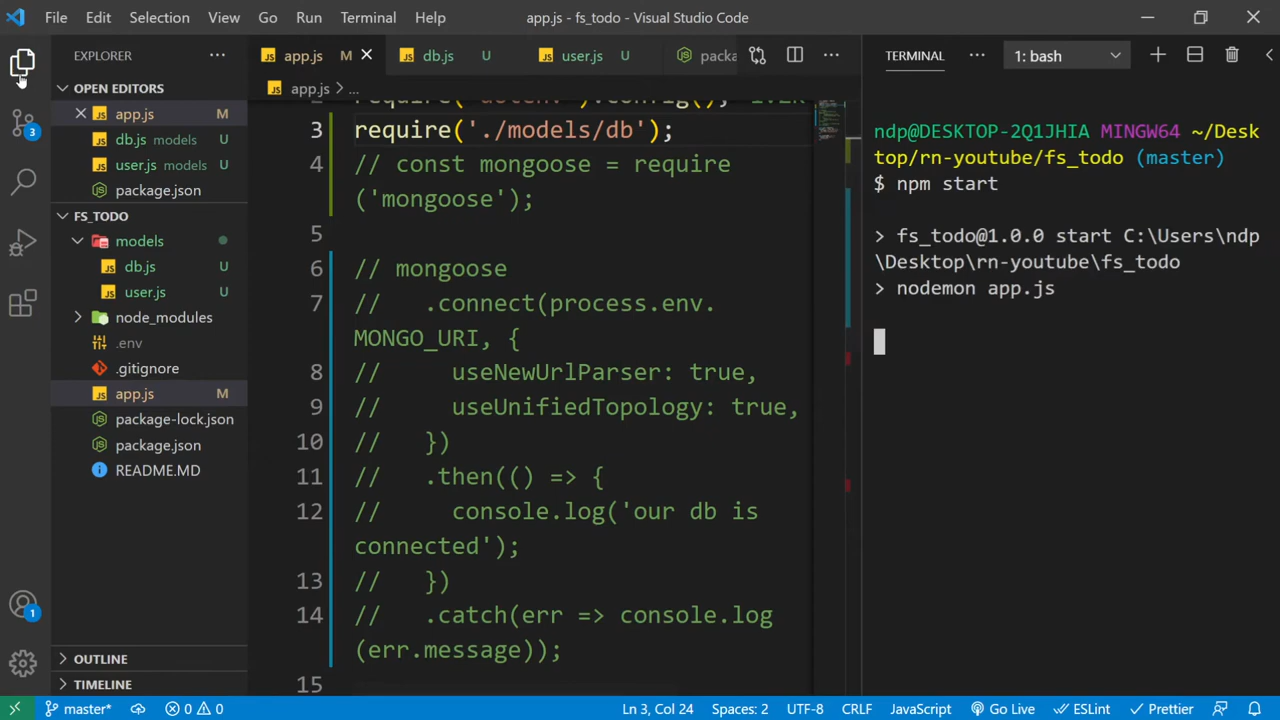 File Edit Selection View Go Run Terminal Help app.js - fs_todo - Visual Studio Code
EXPLORER
OPEN EDITORS
app.js M
db.js models U
user.js models U
package.json
FS_TODO
models
db.js U
user.js U
node_modules
.env
.gitignore
app.js M
package-lock.json
package.json
README.MD
OUTLINE
TIMELINE
3
1
app.js M db.js U user.js U packa
app.js > ...
3 require('./models/db');
4 // const mongoose = require
('mongoose');
5
6 // mongoose
7 // .connect(process.env.
MONGO_URI, {
8 // useNewUrlParser: true,
9 // useUnifiedTopology: true,
10 // })
11 // .then(() => {
12 // console.log('our db is
connected');
13 // })
14 // .catch(err => console.log
(err.message));
15
TERMINAL 1: bash
ndp@DESKTOP-2Q1JHIA MINGW64 ~/Desk
top/rn-youtube/fs_todo (master)
$ npm start
> fs_todo@1.0.0 start C:\Users\ndp
\Desktop\rn-youtube\fs_todo
> nodemon app.js
master* 0 0 Ln 3, Col 24 Spaces: 2 UTF-8 CRLF JavaScript Go Live ESLint Prettier